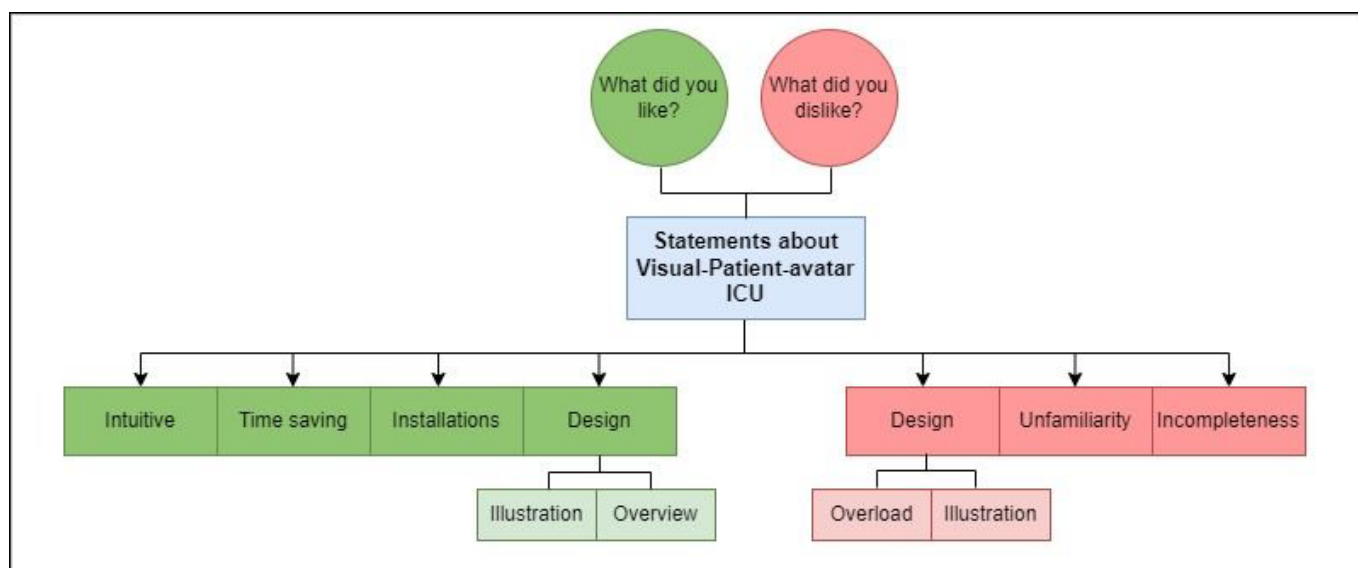 What did you
like?
What did you
dislike?
Statements about
Visual-Patient-avatar
ICU
Intuitive
Time saving
Installations
Design
Design
Unfamiliarity
Incompleteness
Illustration
Overview
Overload
Illustration